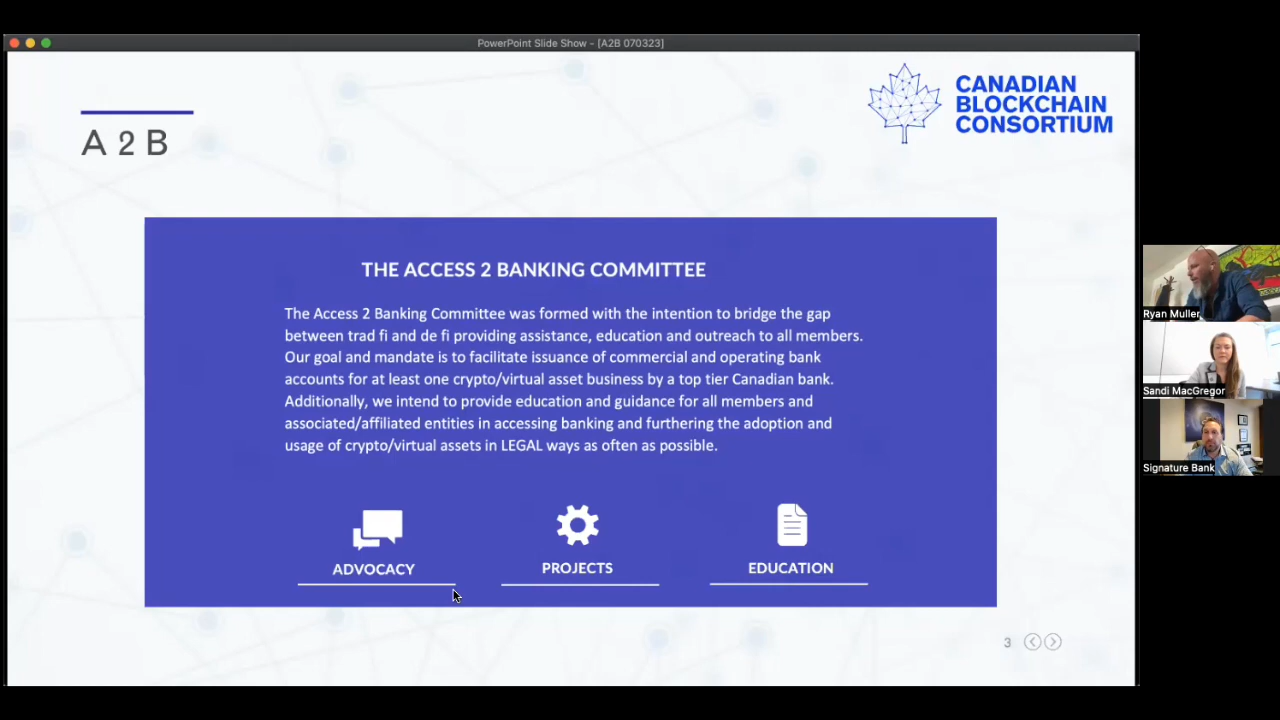 PowerPoint Slide Show - [A2B 070323]
A 2 B
CANADIAN
BLOCKCHAIN
CONSORTIUM
THE ACCESS 2 BANKING COMMITTEE
The Access 2 Banking Committee was formed with the intention to bridge the gap
between trad fi and de fi providing assistance, education and outreach to all members.
Our goal and mandate is to facilitate issuance of commercial and operating bank
accounts for at least one crypto/virtual asset business by a top tier Canadian bank.
Additionally, we intend to provide education and guidance for all members and
associated/affiliated entities in accessing banking and furthering the adoption and
usage of crypto/virtual assets in LEGAL ways as often as possible.
ADVOCACY
PROJECTS
EDUCATION
3
Ryan Muller
Sandi MacGregor
Signature Bank